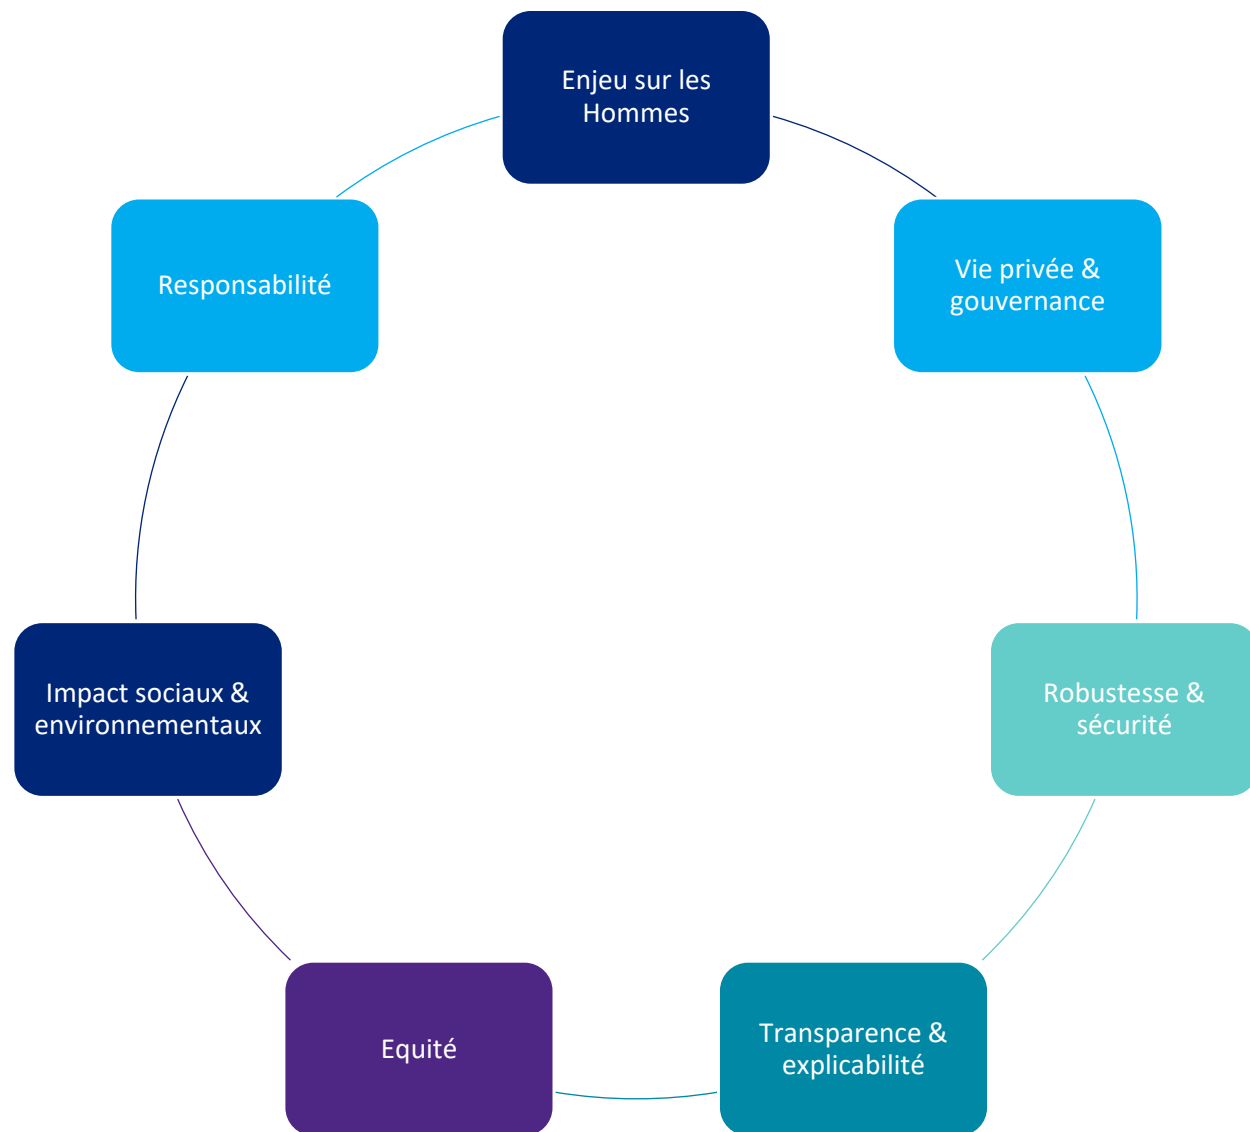 Enjeu sur les
Hommes
Vie privée &
gouvernance
Robustesse &
sécurité
Transparence &
explicabilité
Equité
Impact sociaux &
environnementaux
Responsabilité